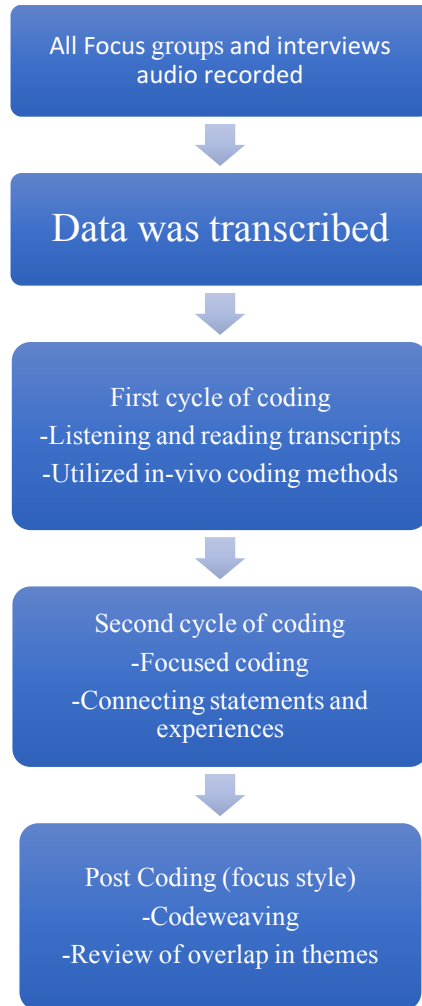 All Focus groups and interviews
audio recorded
Data was transcribed
First cycle of coding
-Listening and reading transcripts
-Utilized in-vivo coding methods
Second cycle of coding
-Focused coding
-Connecting statements and
experiences
Post Coding (focus style)
-Codeweaving
-Review of overlap in themes